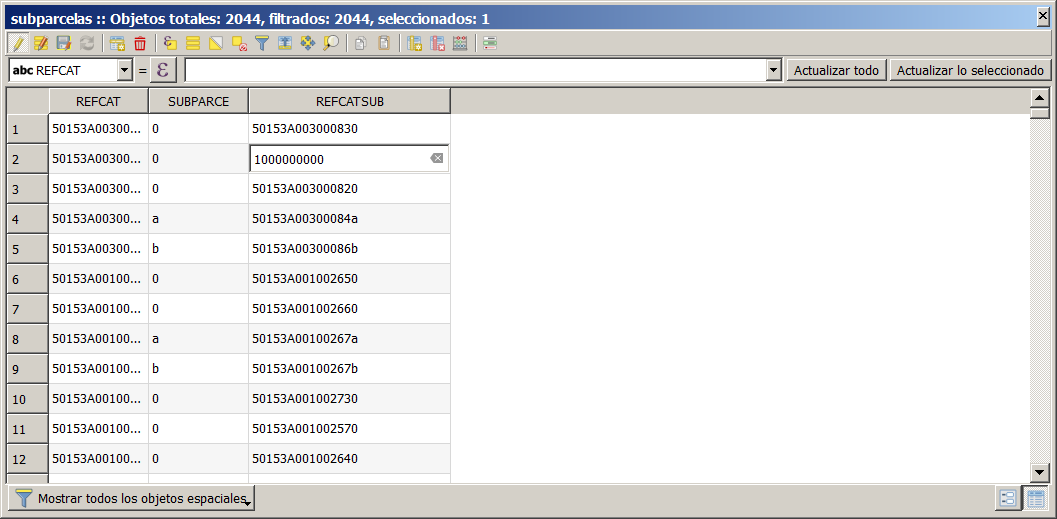 subparcelas :: Objetos totales: 2044, filtrados: 2044, seleccionados: 1
abc REFCAT = ε Actualizar todo Actualizar lo seleccionado
REFCAT SUBPARCE REFCATSUB
1 50153A00300... 0 50153A003000830
2 50153A00300... 0 1000000000
3 50153A00300... 0 50153A003000820
4 50153A00300... a 50153A00300084a
5 50153A00300... b 50153A00300086b
6 50153A00100... 0 50153A001002650
7 50153A00100... 0 50153A001002660
8 50153A00100... a 50153A00100267a
9 50153A00100... b 50153A00100267b
10 50153A00100... 0 50153A001002730
11 50153A00100... 0 50153A001002570
12 50153A00100... 0 50153A001002640
Mostrar todos los objetos espaciales